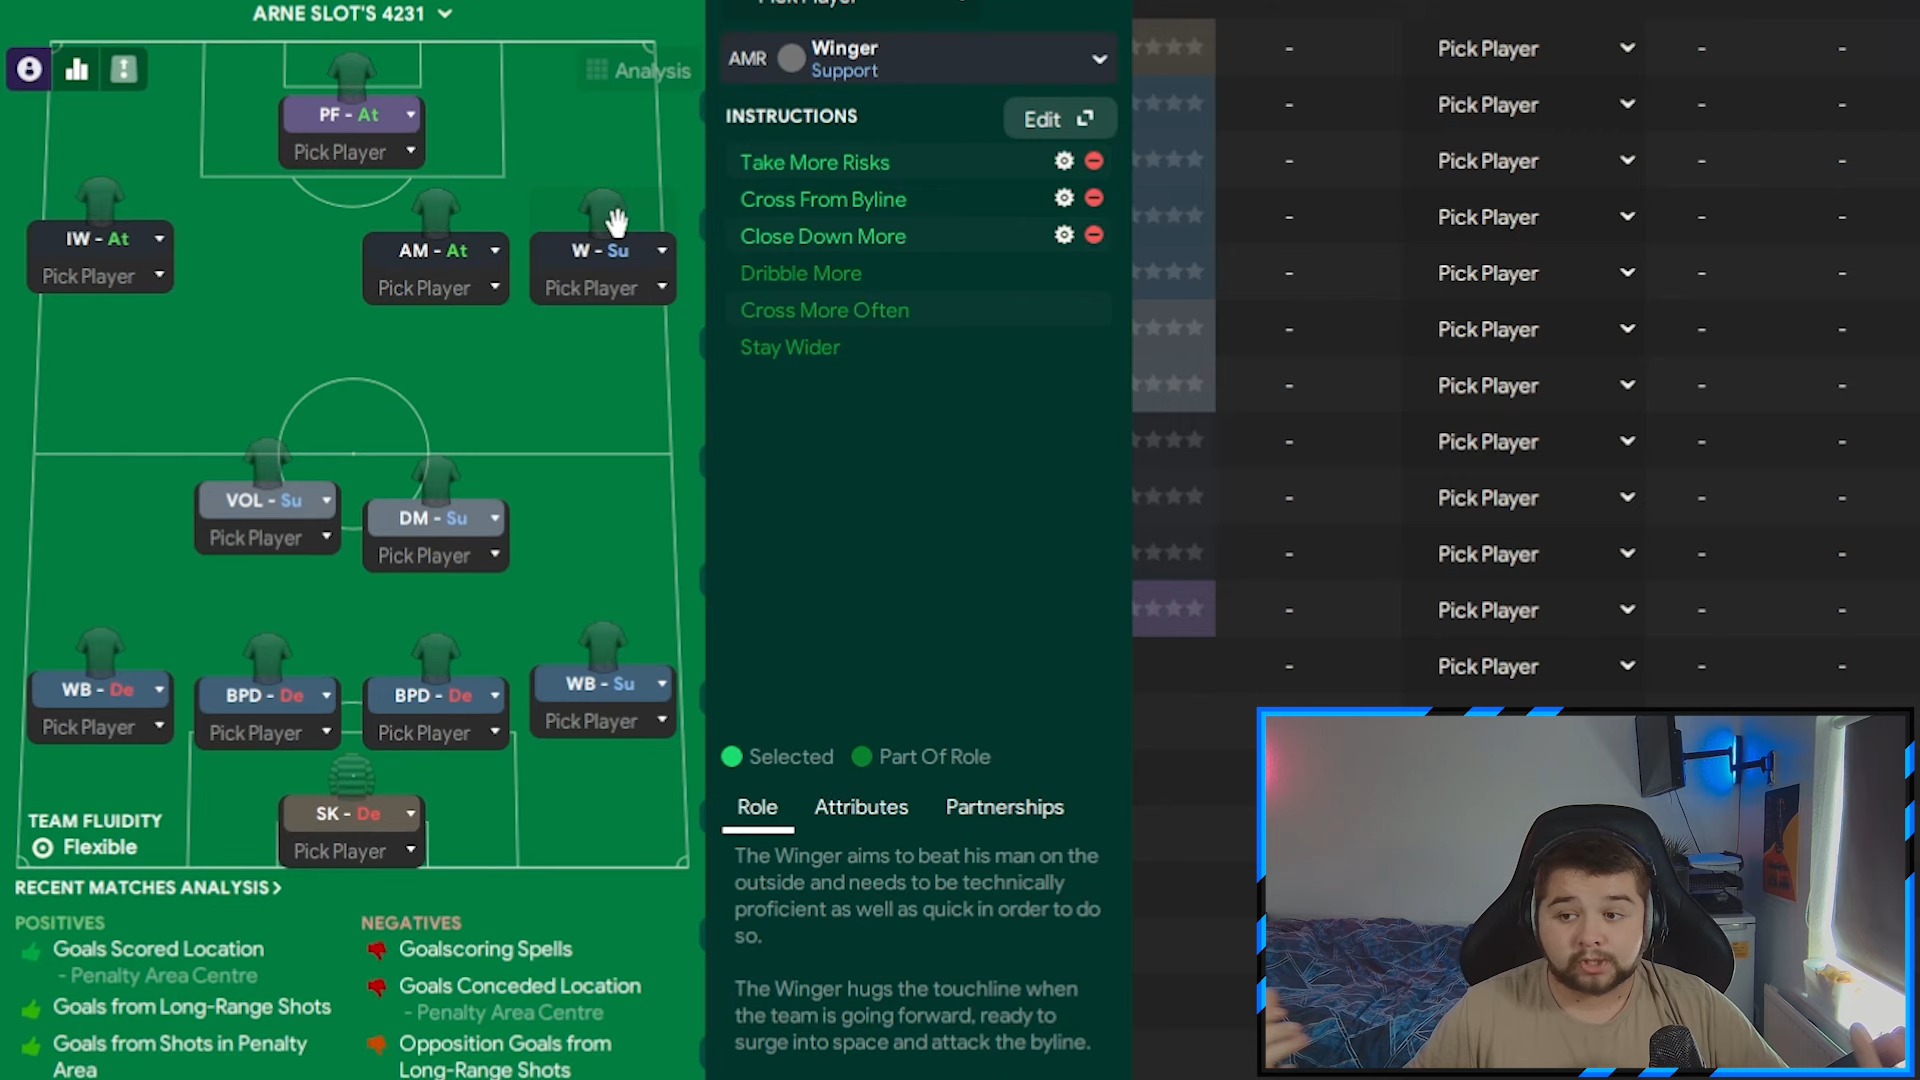 ARNE SLOT'S 4231
Analysis
PF - At
Pick Player
IW - At
Pick Player
AM - At
Pick Player
W - Su
Pick Player
VOL - Su
Pick Player
DM - Su
Pick Player
WB - De
Pick Player
BPD - De
Pick Player
BPD - De
Pick Player
WB - Su
Pick Player
SK - De
Pick Player
TEAM FLUIDITY
Flexible
RECENT MATCHES ANALYSIS >
POSITIVES
Goals Scored Location
- Penalty Area Centre
Goals from Long-Range Shots
Goals from Shots in Penalty
Area
NEGATIVES
Goalscoring Spells
Goals Conceded Location
- Penalty Area Centre
Opposition Goals from
Long-Range Shots
Pick Player
AMR
Winger
Support
INSTRUCTIONS
Edit
Take More Risks
Cross From Byline
Close Down More
Dribble More
Cross More Often
Stay Wider
Selected
Part Of Role
Role
Attributes
Partnerships
The Winger aims to beat his man on the
outside and needs to be technically
proficient as well as quick in order to do
so.
The Winger hugs the touchline when
the team is going forward, ready to
surge into space and attack the byline.
- Pick Player - -
- Pick Player - -
- Pick Player - -
- Pick Player - -
- Pick Player - -
- Pick Player - -
- Pick Player - -
- Pick Player - -
- Pick Player - -
- Pick Player - -
- Pick Player - -
- Pick Player - -